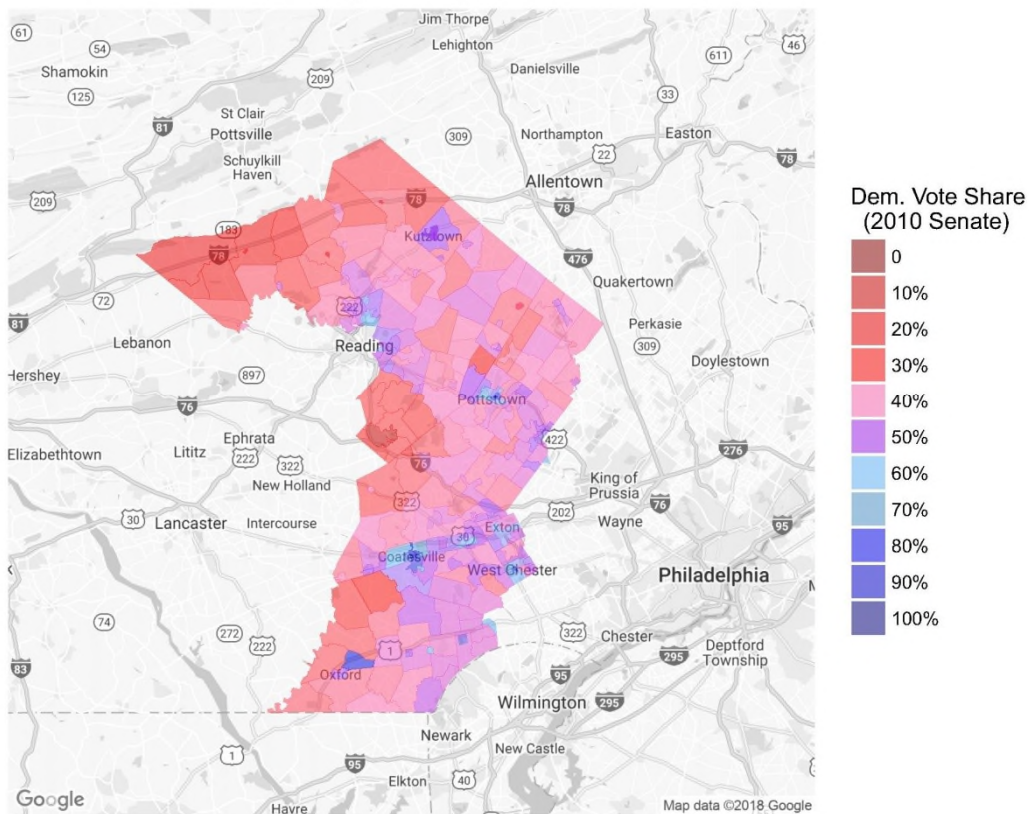 Jim Thorpe
61
54
Lehighton
46
Shamokin
209
Danielsville
611
125
33
St Clair
81
Pottsville
309
Northampton
Easton
Schuylkill
Haven
22
78
209
Allentown
78
78
183
Kutztown
78
476
72
Quakertown
222
81
Perkasie
Lebanon
Reading
309
Doylestown
Hershey
897
76
Pottstown
Ephrata
422
Elizabethtown
Lititz
222
322
76
276
New Holland
King of
Prussia
322
202
76
30
Lancaster
Intercourse
Exton
Wayne
95
30
Coatesville
West Chester
Philadelphia
74
272
222
322
Chester
Deptford
Township
1
295
83
Oxford
95
Wilmington
295
Newark
1
New Castle
95
Elkton
40
Havre
Google
Map data ©2018 Google
Dem. Vote Share
(2010 Senate)
0
10%
20%
30%
40%
50%
60%
70%
80%
90%
100%